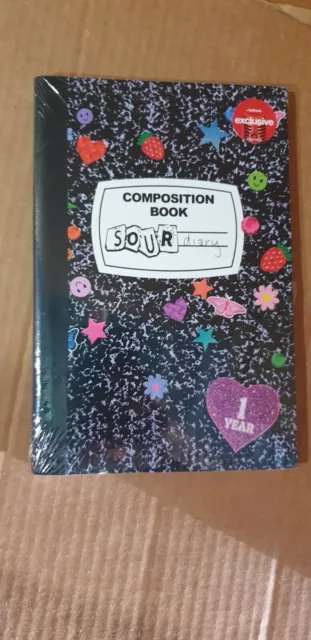 exclusive
COMPOSITION
BOOK
SOUR diary
1
YEAR